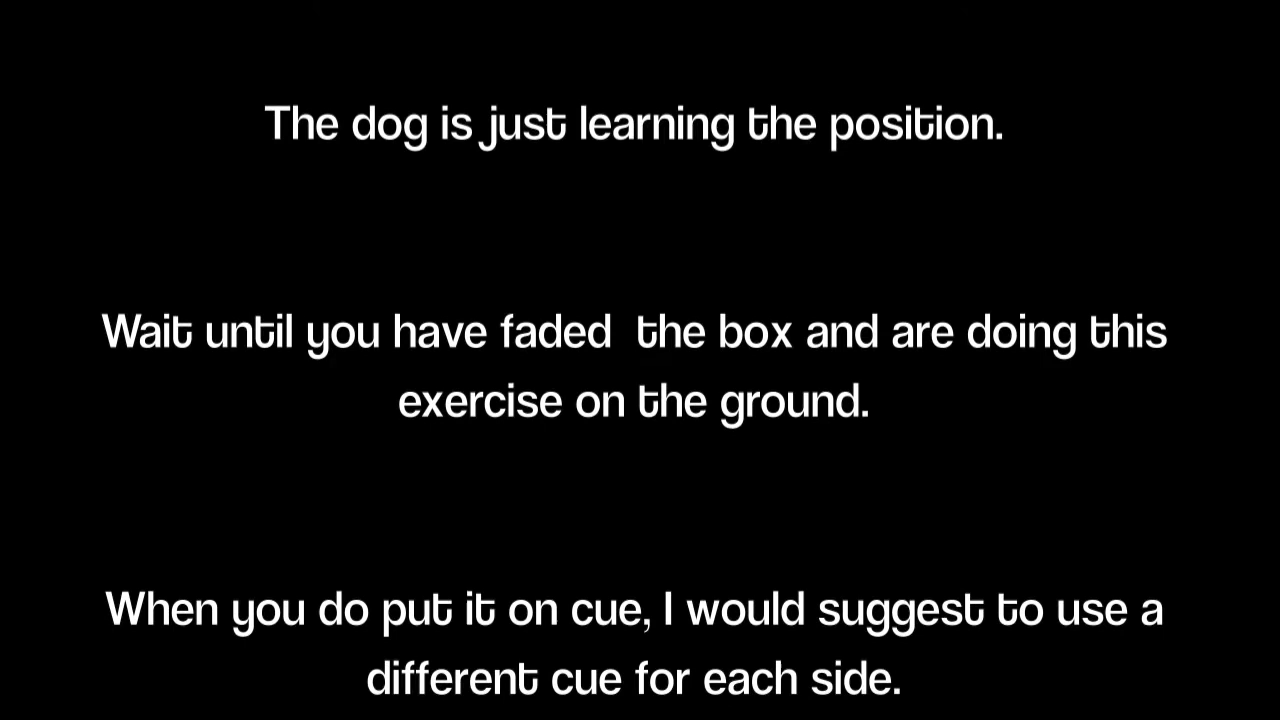 The dog is just learning the position.
Wait until you have faded  the box and are doing this
exercise on the ground.
When you do put it on cue, I would suggest to use a
different cue for each side.